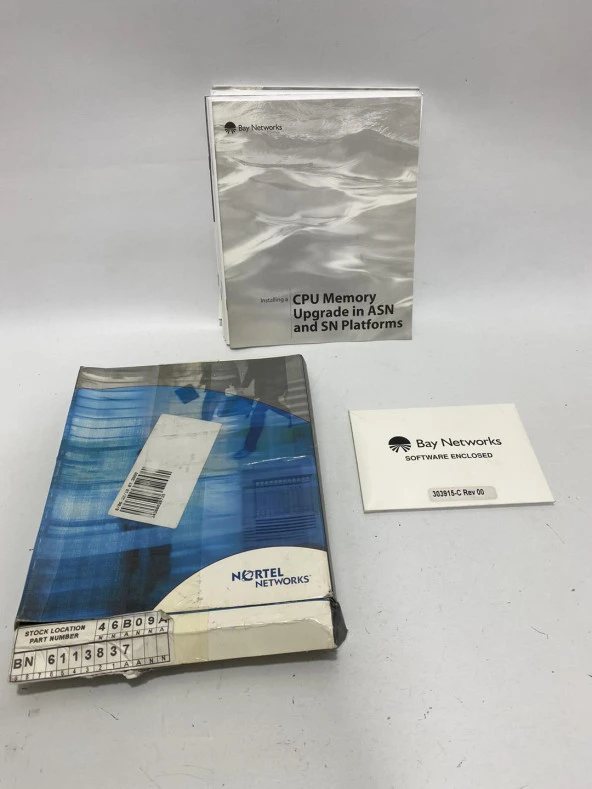 Bay Networks
Installing a
CPU Memory
Upgrade in ASN
and SN Platforms
Bay Networks
SOFTWARE ENCLOSED
303915-C Rev 00
NORTEL
NETWORKS
STOCK LOCATION 46B09A
PART NUMBER
BN 6113837